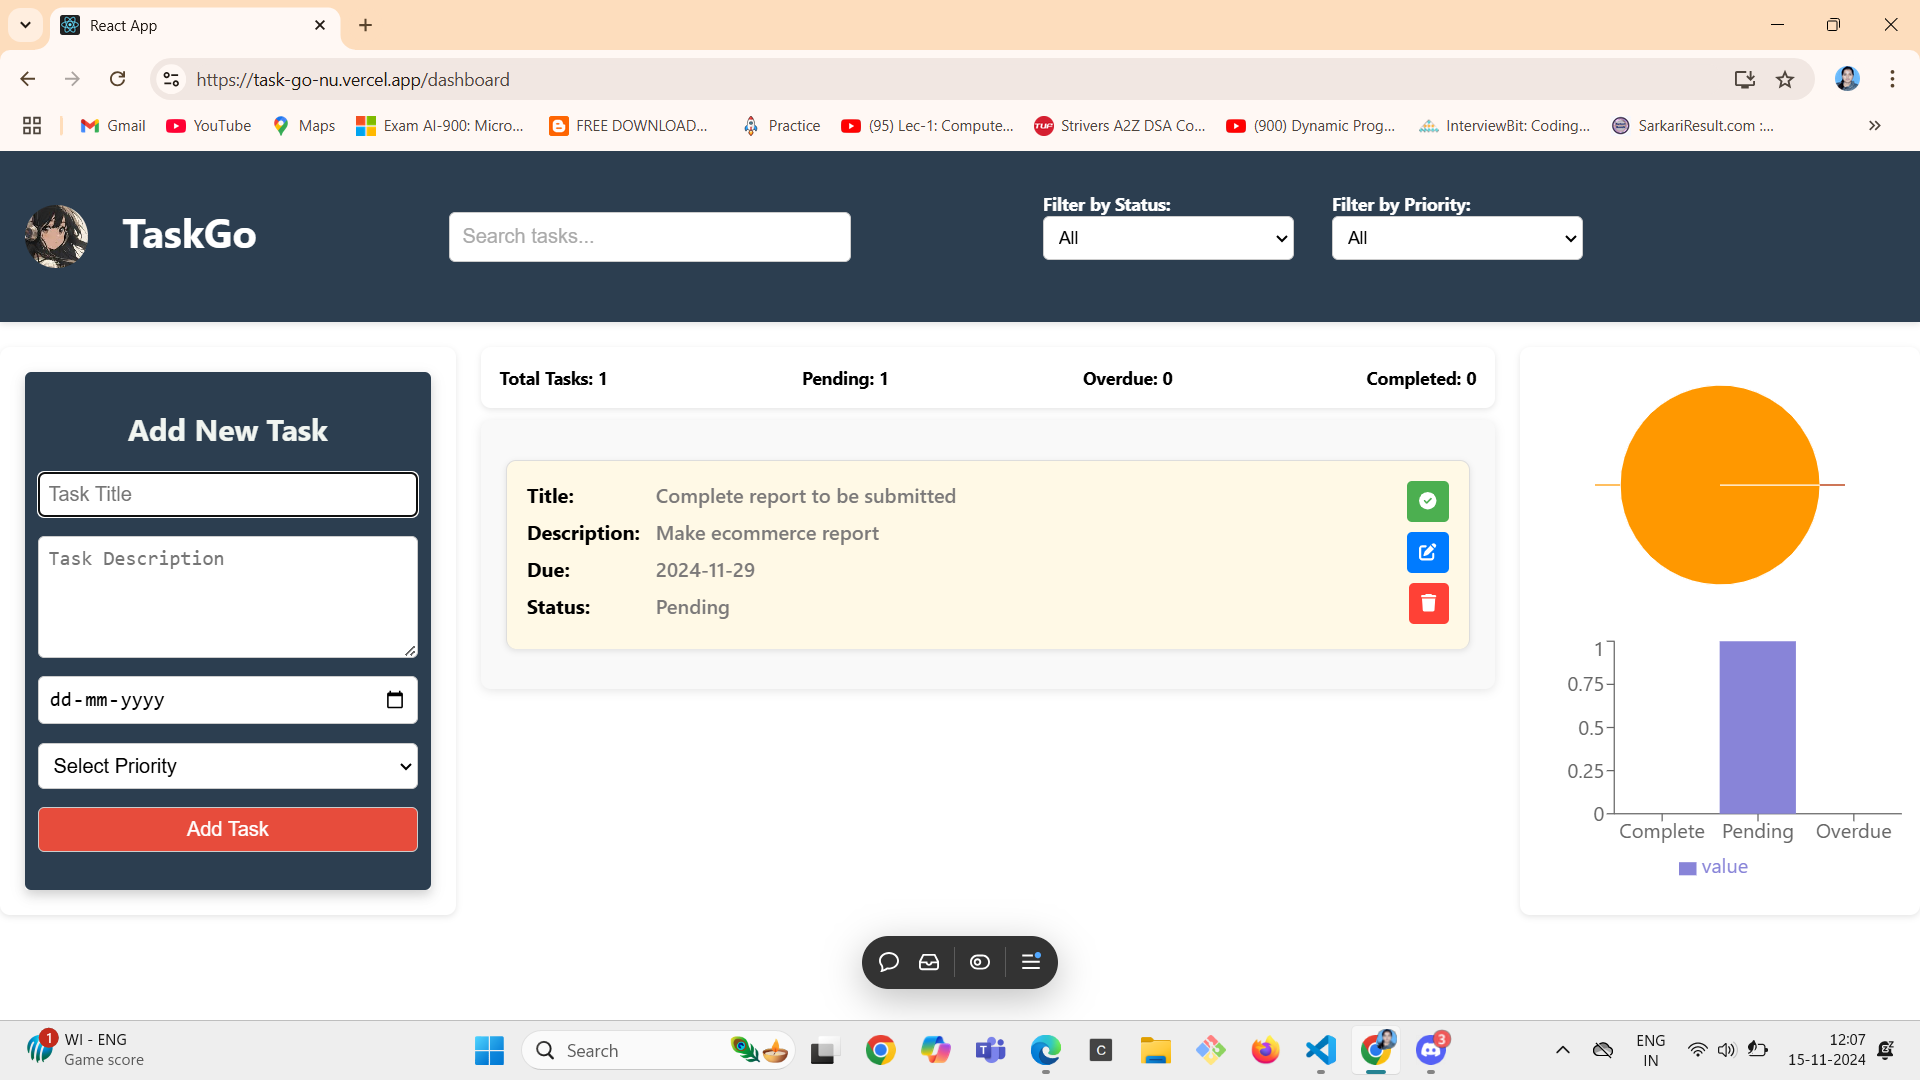 React App
https://task-go-nu.vercel.app/dashboard
Gmail
YouTube
Maps
Exam AI-900: Micro...
FREE DOWNLOAD...
Practice
(95) Lec-1: Compute...
TUF
Strivers A2Z DSA Co...
(900) Dynamic Prog...
InterviewBit: Coding...
SarkariResult.com :...
TaskGo
Search tasks...
Filter by Status:
All
Filter by Priority:
All
Add New Task
Task Title
Task Description
dd-mm-yyyy
Select Priority
Add Task
Total Tasks: 1
Pending: 1
Overdue: 0
Completed: 0
Title: Complete report to be submitted
Description: Make ecommerce report
Due: 2024-11-29
Status: Pending
1
0.75
0.5
0.25
0
Complete
Pending
Overdue
value
1
WI - ENG
Game score
Search
C
3
ENG
IN
12:07
15-11-2024